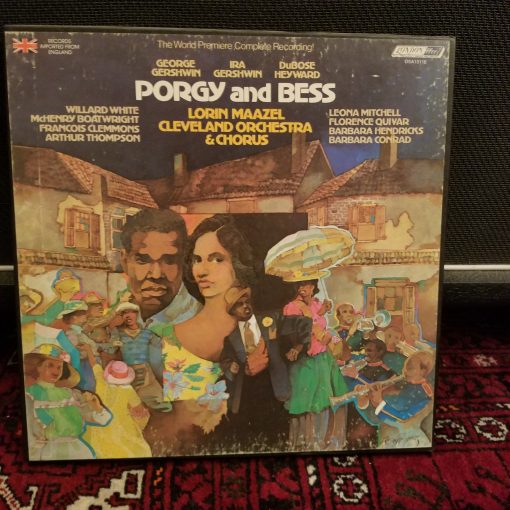 RECORDS
IMPORTED FROM
ENGLAND
The World Premiere Complete Recording!
LONDON
GEORGE GERSHWIN
IRA GERSHWIN
DuBOSE HEYWARD
PORGY and BESS
WILLARD WHITE
McHENRY BOATWRIGHT
FRANCOIS CLEMMONS
ARTHUR THOMPSON
LORIN MAAZEL
CLEVELAND ORCHESTRA
& CHORUS
LEONA MITCHELL
FLORENCE QUIVAR
BARBARA HENDRICKS
BARBARA CONRAD